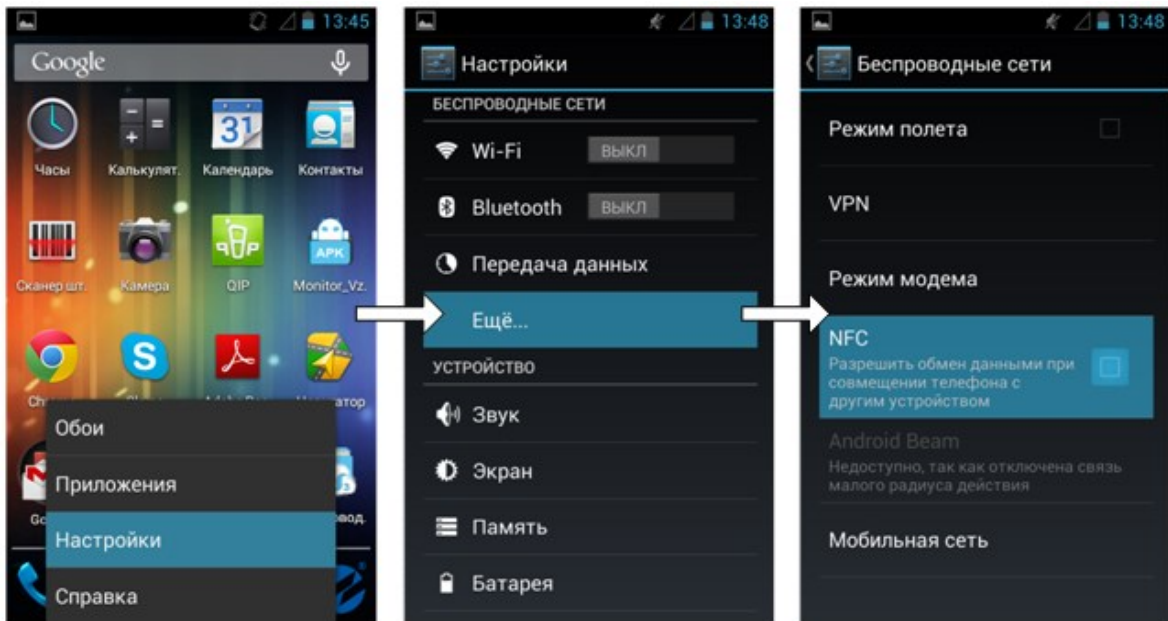 13:45
Google
Часы
Калькулят.
Календарь
Контакты
31
Сканер шт.
Камера
QIP
Monitor_Vz.
APK
Обои
Приложения
Настройки
Справка
13:48
Настройки
БЕСПРОВОДНЫЕ СЕТИ
Wi-Fi
ВЫКЛ
Bluetooth
ВЫКЛ
Передача данных
Ещё...
УСТРОЙСТВО
Звук
Экран
Память
Батарея
13:48
Беспроводные сети
Режим полета
VPN
Режим модема
NFC
Разрешить обмен данными при
совмещении телефона с
другим устройством
Android Beam
Недоступно, так как отключена связь
малого радиуса действия
Мобильная сеть